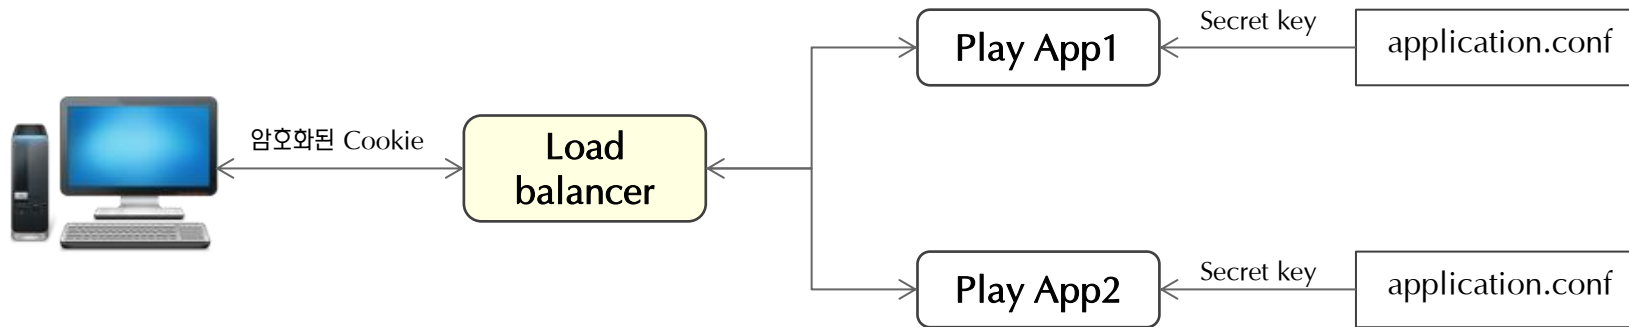 Secret key
Play App1
application.conf
암호화된 Cookie
Load
balancer
Secret key
Play App2
application.conf